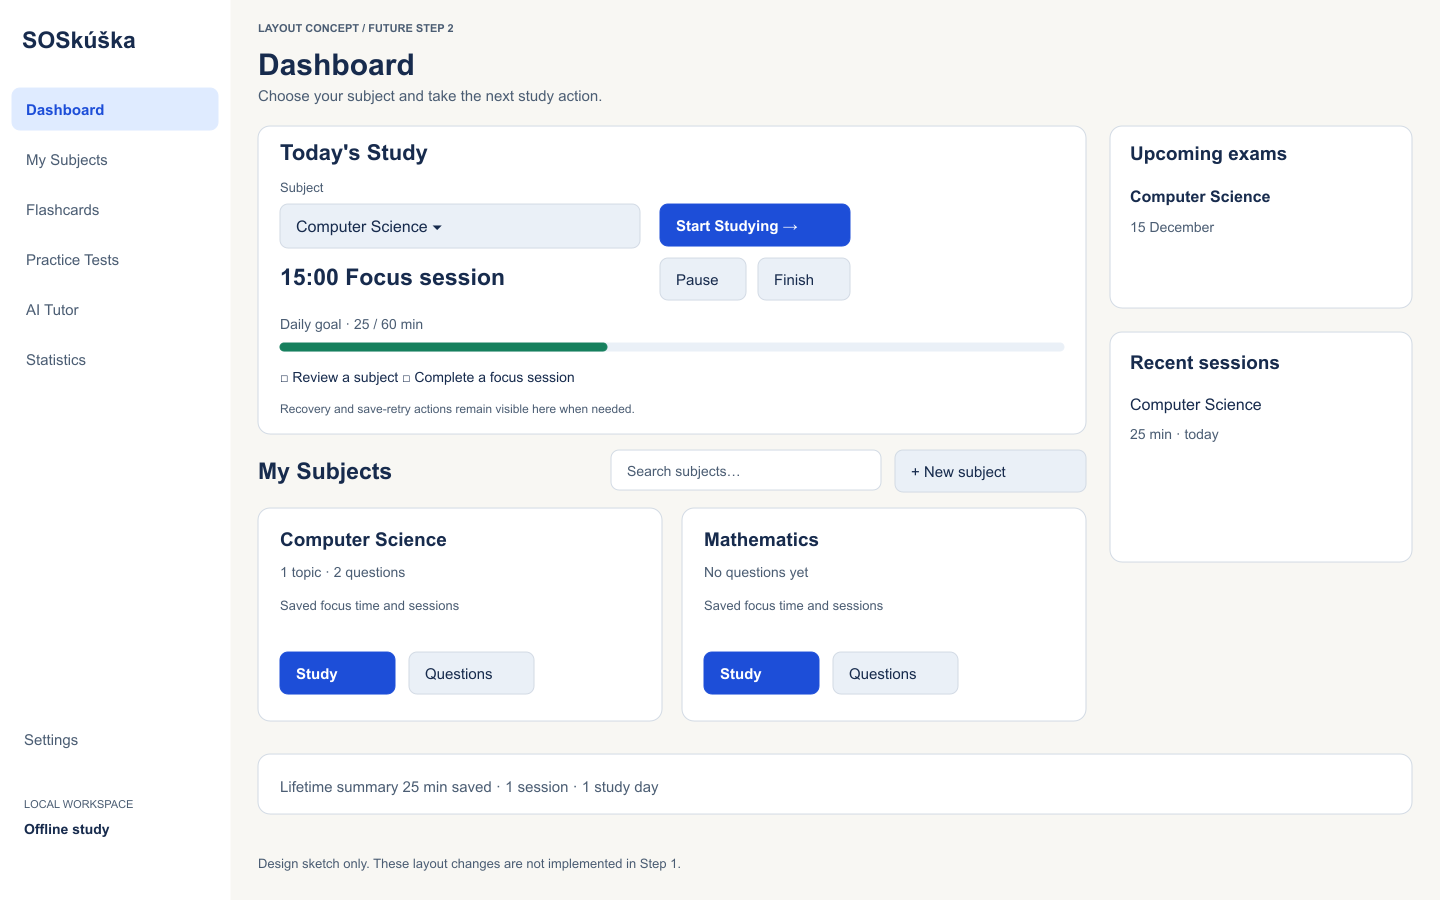 SOSkúška
Dashboard
My Subjects
Flashcards
Practice Tests
AI Tutor
Statistics
Settings
LOCAL WORKSPACE
Offline study
LAYOUT CONCEPT / FUTURE STEP 2
Dashboard
Choose your subject and take the next study action.
Today's Study
Subject
Computer Science ▾
Start Studying →
15:00 Focus session
Pause
Finish
Daily goal · 25 / 60 min
□ Review a subject □ Complete a focus session
Recovery and save-retry actions remain visible here when needed.
Upcoming exams
Computer Science
15 December
Recent sessions
Computer Science
25 min · today
My Subjects
Search subjects…
+ New subject
Computer Science
1 topic · 2 questions
Saved focus time and sessions
Study
Questions
Mathematics
No questions yet
Saved focus time and sessions
Study
Questions
Lifetime summary 25 min saved · 1 session · 1 study day
Design sketch only. These layout changes are not implemented in Step 1.